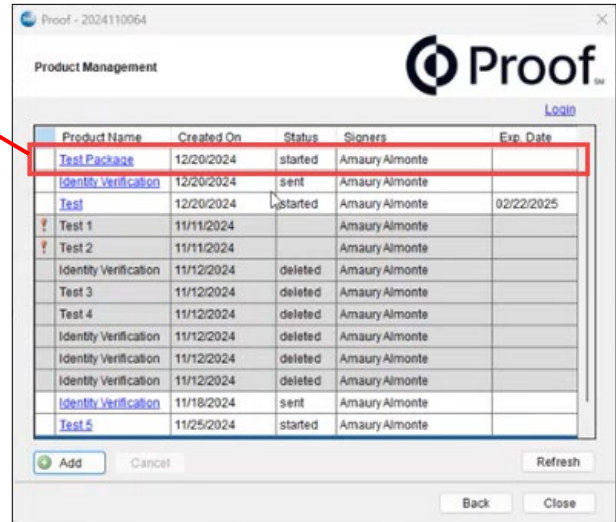 Proof - 2024110064
Product Management
Proof SM
Login
Product Name Created On Status Signers Exp. Date
Test Package 12/20/2024 started Amaury Almonte
Identity Verification 12/20/2024 sent Amaury Almonte
Test 12/20/2024 started Amaury Almonte 02/22/2025
Test 1 11/11/2024 Amaury Almonte
Test 2 11/11/2024 Amaury Almonte
Identity Verification 11/12/2024 deleted Amaury Almonte
Test 3 11/12/2024 deleted Amaury Almonte
Test 4 11/12/2024 deleted Amaury Almonte
Identity Verification 11/12/2024 deleted Amaury Almonte
Identity Verification 11/12/2024 deleted Amaury Almonte
Identity Verification 11/12/2024 deleted Amaury Almonte
Identity Verification 11/18/2024 sent Amaury Almonte
Test 5 11/25/2024 started Amaury Almonte
Add Cancel Refresh
Back Close